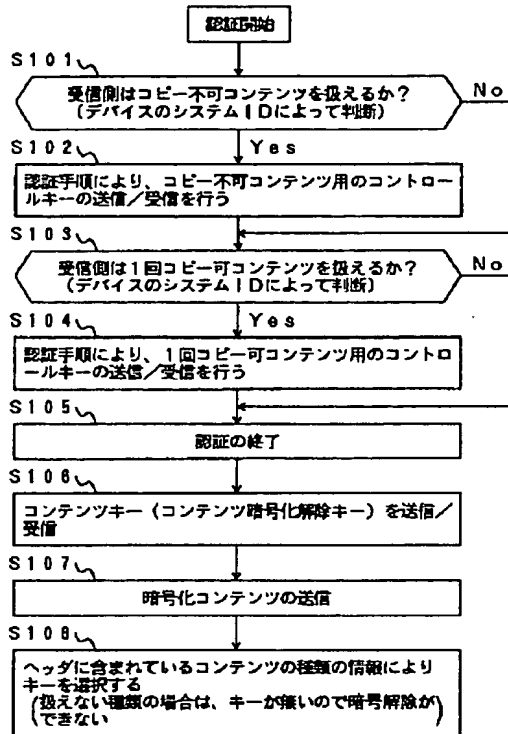 認証開始
S101
受信側はコピー不可コンテンツを扱えるか?
(デバイスのシステムIDによって判断)
No
S102
Yes
認証手順により、コピー不可コンテンツ用のコントロー
ルキーの送信/受信を行う
S103
受信側は1回コピー可コンテンツを扱えるか?
(デバイスのシステムIDによって判断)
No
S104
Yes
認証手順により、1回コピー可コンテンツ用のコントロ
ールキーの送信/受信を行う
S105
認証の終了
S106
コンテンツキー(コンテンツ暗号化解除キー)を送信/
受信
S107
暗号化コンテンツの送信
S108
ヘッダに含まれているコンテンツの種類の情報により
キーを選択する
(扱えない種類の場合は、キーが無いので暗号解除が
できない)